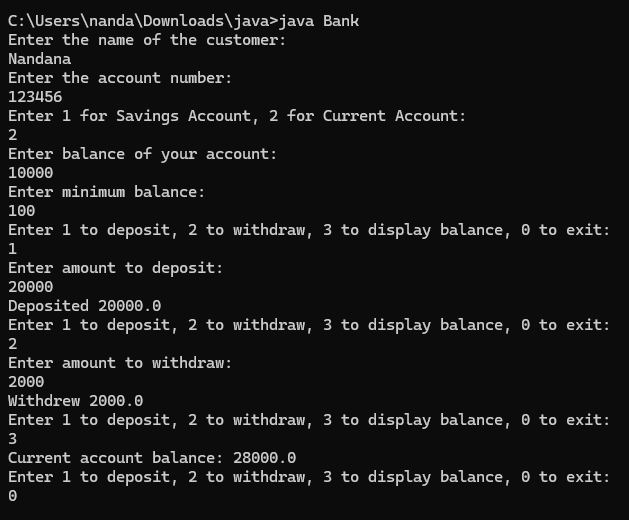 C:\Users\nanda\Downloads\java>java Bank
Enter the name of the customer:
Nandana
Enter the account number:
123456
Enter 1 for Savings Account, 2 for Current Account:
2
Enter balance of your account:
10000
Enter minimum balance:
100
Enter 1 to deposit, 2 to withdraw, 3 to display balance, 0 to exit:
1
Enter amount to deposit:
20000
Deposited 20000.0
Enter 1 to deposit, 2 to withdraw, 3 to display balance, 0 to exit:
2
Enter amount to withdraw:
2000
Withdrew 2000.0
Enter 1 to deposit, 2 to withdraw, 3 to display balance, 0 to exit:
3
Current account balance: 28000.0
Enter 1 to deposit, 2 to withdraw, 3 to display balance, 0 to exit:
0